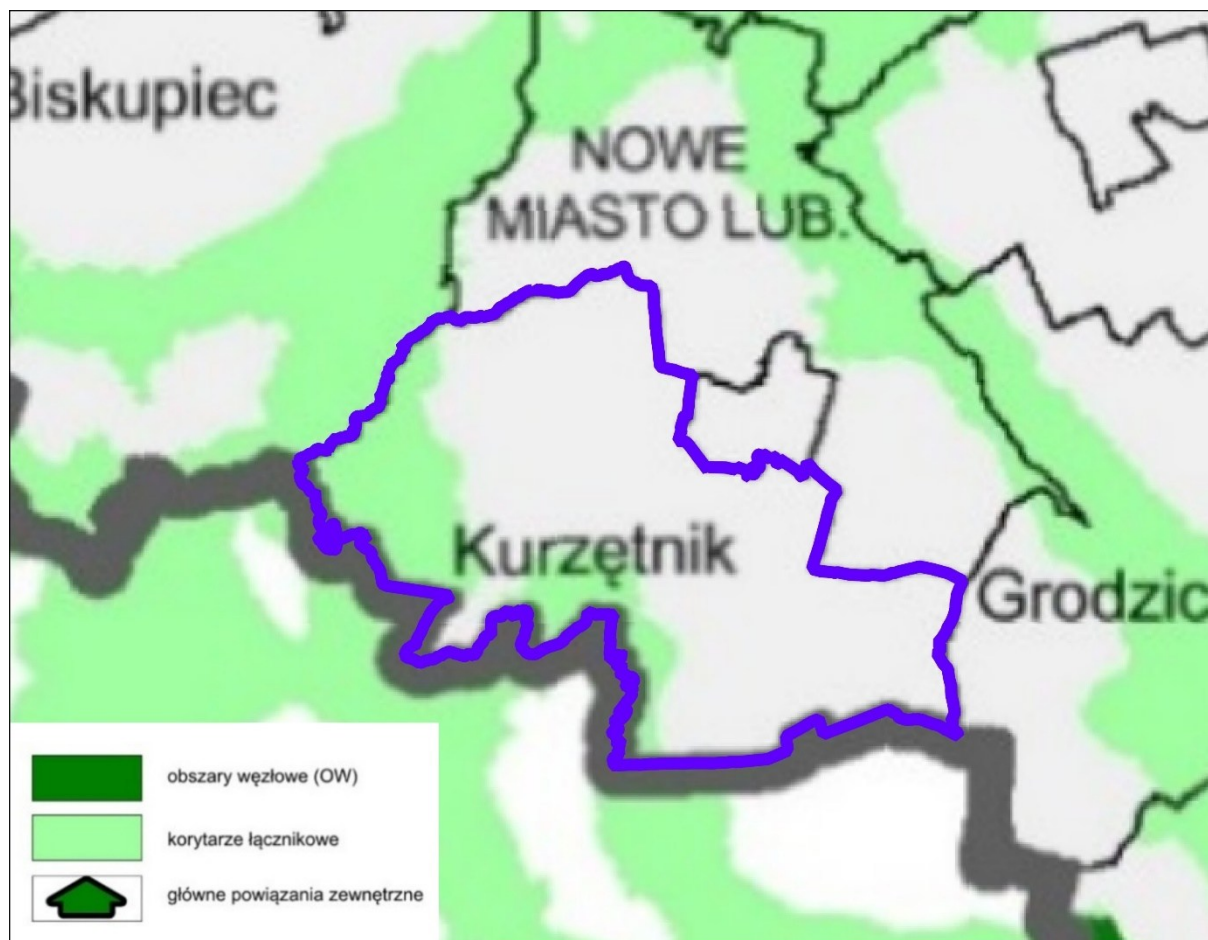 Biskupiec
NOWE
MIASTO LUB.
Kurzętnik
Grodzic
obszary węzłowe (OW)
korytarze łącznikowe
główne powiązania zewnętrzne